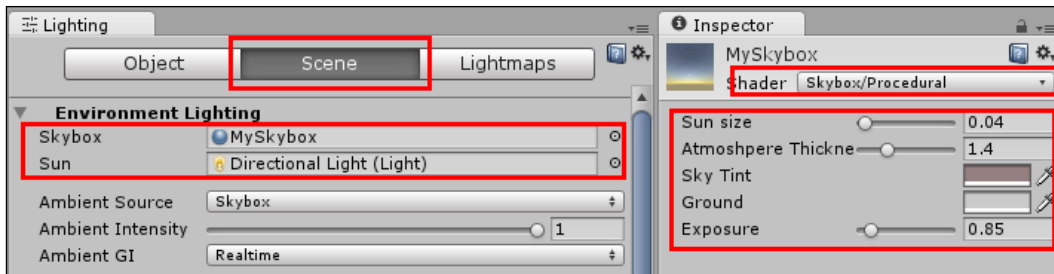 Lighting
Object
Scene
Lightmaps
Environment Lighting
Skybox
MySkybox
Sun
Directional Light (Light)
Ambient Source
Skybox
Ambient Intensity
1
Ambient GI
Realtime
Inspector
MySkybox
Shader
Skybox/Procedural
Sun size
0.04
Atmoshpere Thickne
1.4
Sky Tint
Ground
Exposure
0.85